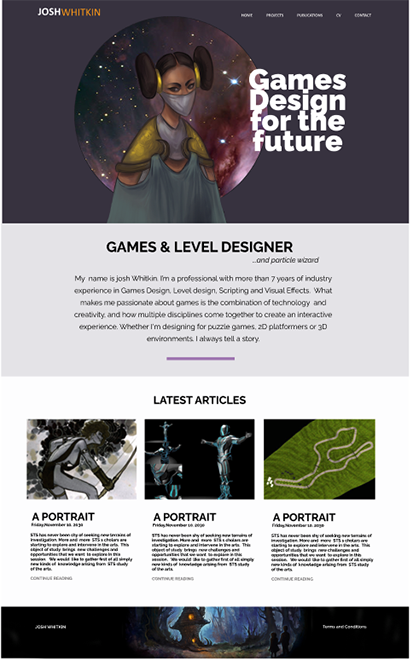 JOSHWHITKIN
HOME PROJECTS PUBLICATIONS CV CONTACT
Games
Design
for the
future
GAMES & LEVEL DESIGNER
...and particle wizard
My name is Josh Whitkin. I'm a professional with more than 7 years of industry
experience in Games Design, Level design, Scripting and Visual Effects. What
makes me passionate about games is the combination of technology and
creativity, and how multiple disciplines come together to create an interactive
experience. Whether I'm designing for puzzle games, 2D platformers or 3D
environments. I always tell a story.
LATEST ARTICLES
A PORTRAIT
Friday,November 10, 2030
STS has never been shy of seeking new terrains of
investigation. More and more STS s cholars are
starting to explore and intervene in the arts. This
object of study brings new challenges and
opportunities that we want to explore in this
session. We would like to gather first of all simply
new kinds of knowledge arising from STS study
CONTINUE READING
A PORTRAIT
Friday,November 10, 2030
STS has never been shy of seeking new terrains of
investigation. More and more STS s cholars are
starting to explore and intervene in the arts. This
object of study brings new challenges and
opportunities that we want to explore in this
session. We would like to gather first of all simply
new kinds of knowledge arising from STS study
CONTINUE READING
A PORTRAIT
Friday,November 10, 2030
STS has never been shy of seeking new terrains of
investigation. More and more STS s cholars are
starting to explore and intervene in the arts. This
object of study brings new challenges and
opportunities that we want to explore in this
session. We would like to gather first of all simply
new kinds of knowledge arising from STS study
CONTINUE READING
JOSH WHITKIN
Terms and Conditions